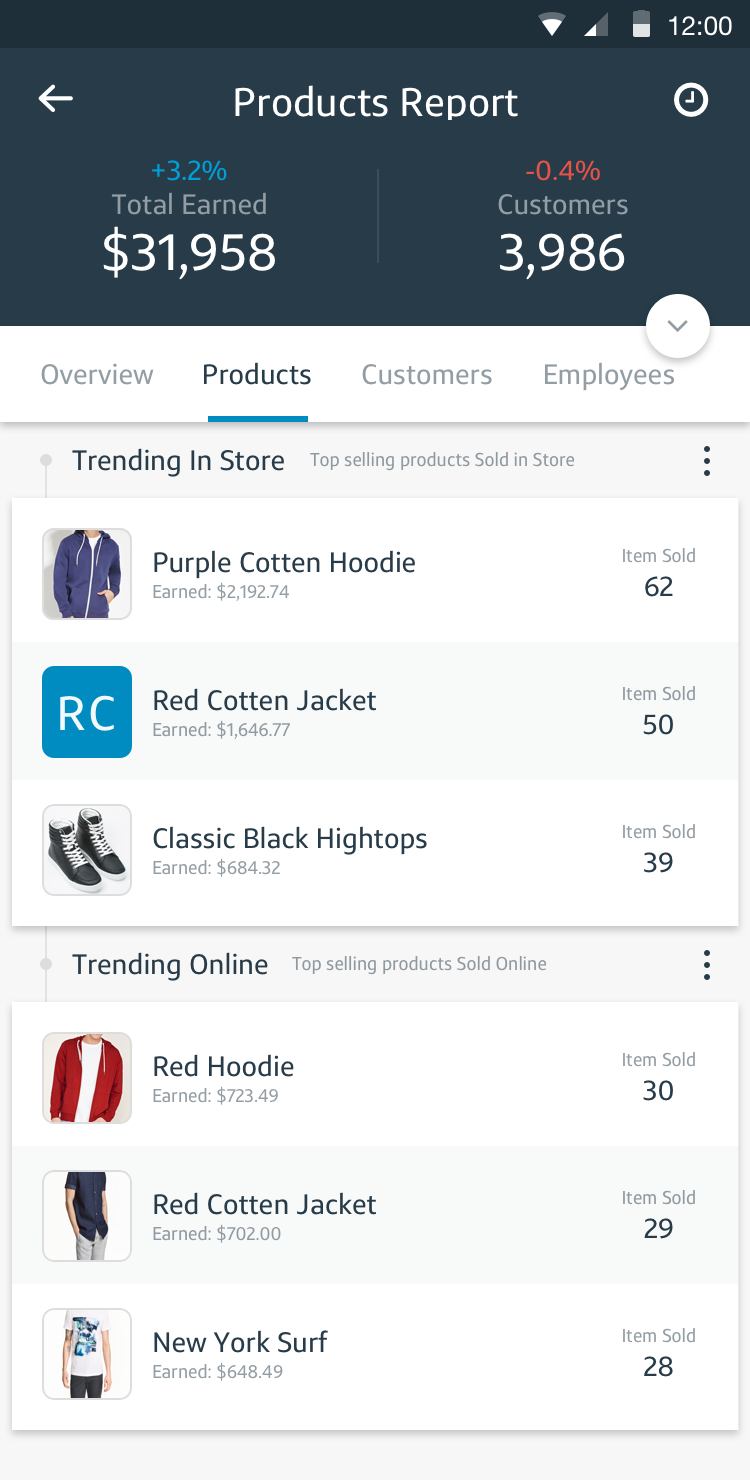 12:00
Products Report
+3.2%
Total Earned
$31,958
-0.4%
Customers
3,986
Overview Products Customers Employees
Trending In Store Top selling products Sold in Store
Purple Cotten Hoodie
Earned: $2,192.74
Item Sold
62
RC
Red Cotten Jacket
Earned: $1,646.77
Item Sold
50
Classic Black Hightops
Earned: $684.32
Item Sold
39
Trending Online Top selling products Sold Online
Red Hoodie
Earned: $723.49
Item Sold
30
Red Cotten Jacket
Earned: $702.00
Item Sold
29
New York Surf
Earned: $648.49
Item Sold
28